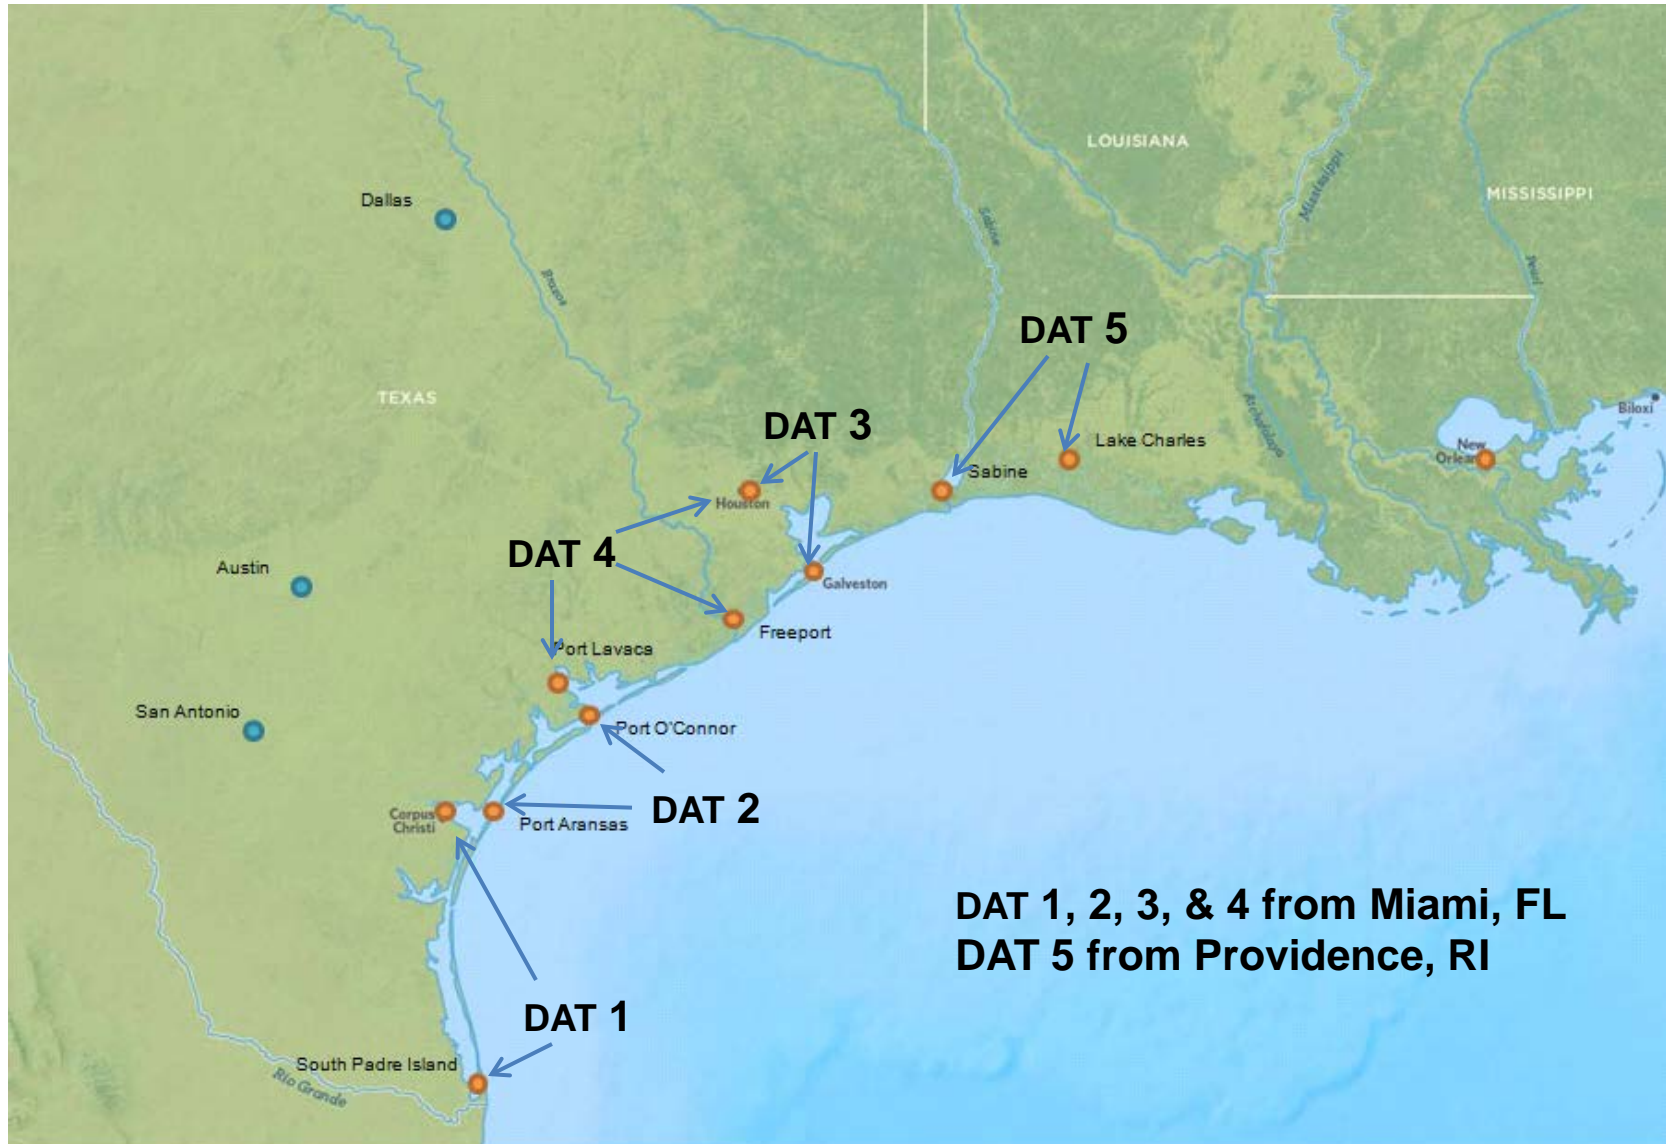 LOUISIANA
Mississippi
MISSISSIPPI
Dallas
Sabine
Pearl
Brazos
DAT 5
TEXAS
Biloxi
DAT 3
Atchafalaya
Lake Charles
New
Orleans
Sabine
Houston
DAT 4
Austin
Galveston
Freeport
Port Lavaca
San Antonio
Port O'Connor
DAT 2
Corpus
Christi
Port Aransas
DAT 1, 2, 3, & 4 from Miami, FL
DAT 5 from Providence, RI
DAT 1
South Padre Island
Rio Grande